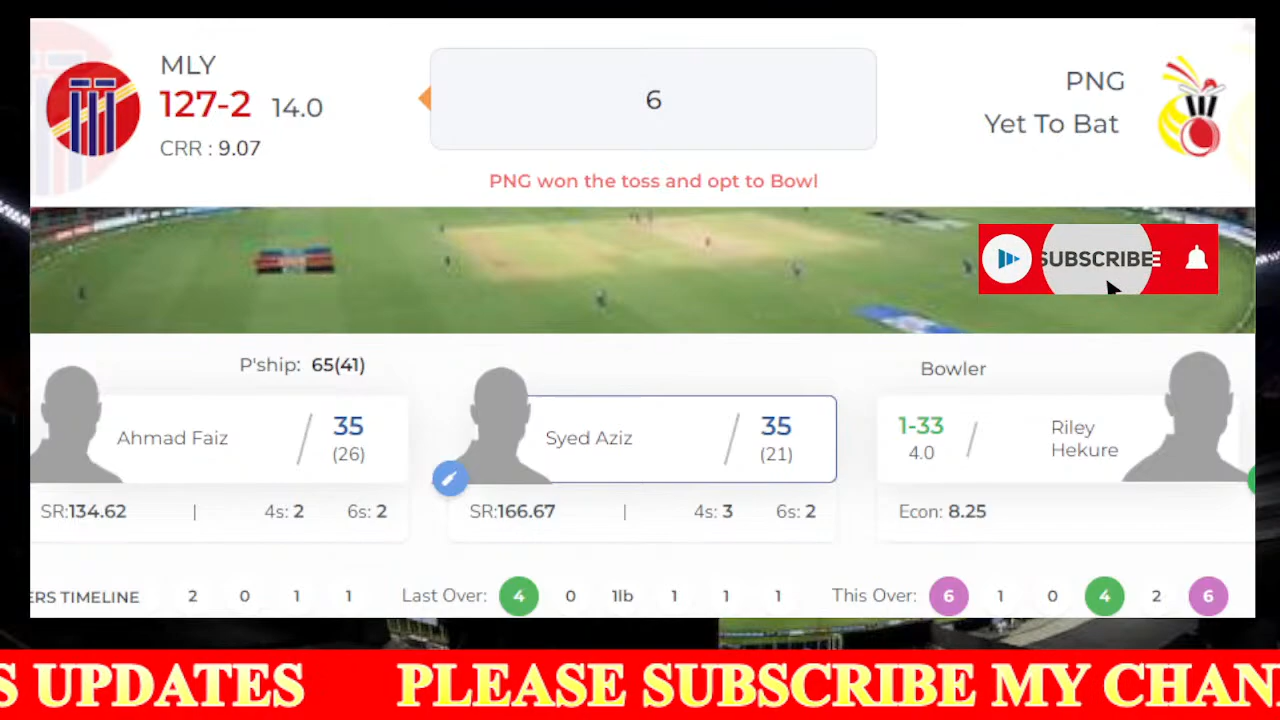 MLY
127-2 14.0
CRR : 9.07
6
PNG
Yet To Bat
PNG won the toss and opt to Bowl
SUBSCRIBE
P'ship: 65(41)
Bowler
Ahmad Faiz
35
(26)
SR:134.62 | 4s: 2 6s: 2
Syed Aziz
35
(21)
SR:166.67 | 4s: 3 6s: 2
1-33
4.0
Riley
Hekure
Econ: 8.25
ERS TIMELINE 2 0 1 1 Last Over: 4 0 1lb 1 1 1 This Over: 6 1 0 4 2 6
S UPDATES PLEASE SUBSCRIBE MY CHAN